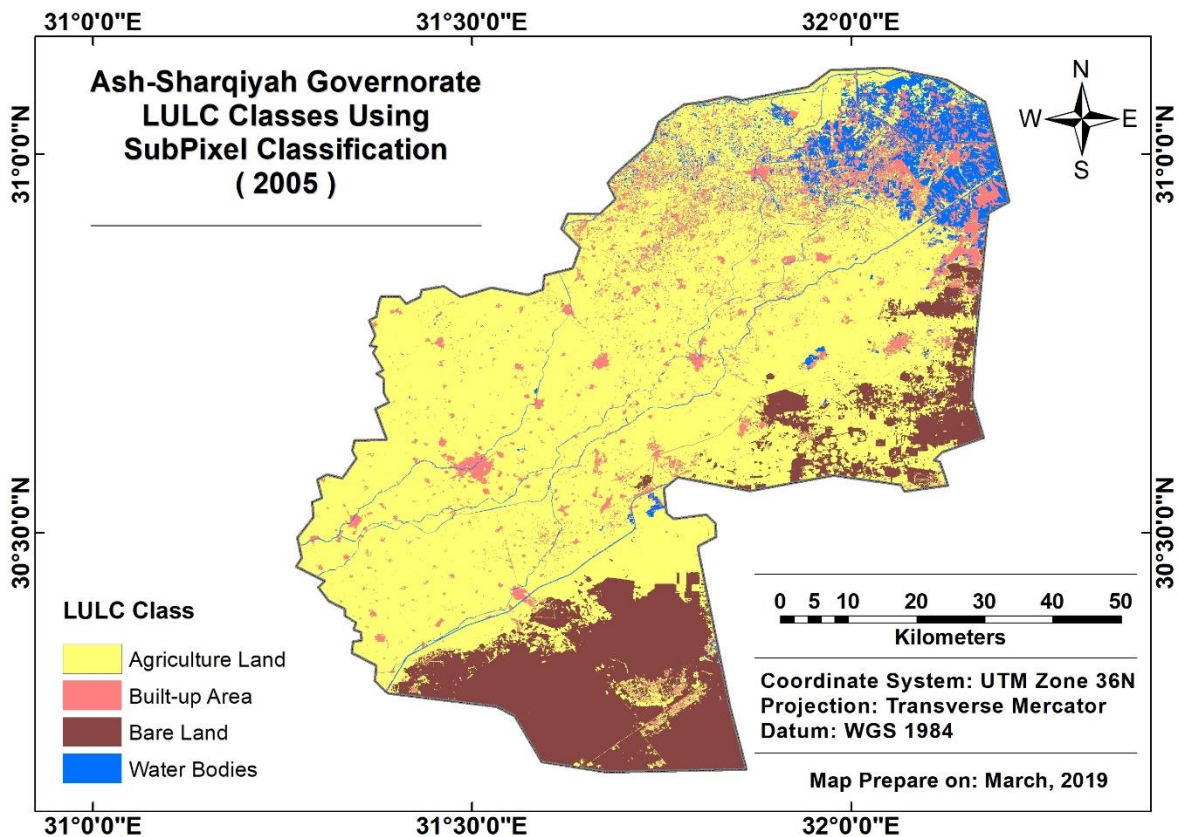 31°0'0"E 31°30'0"E 32°0'0"E
Ash-Sharqiyah Governorate
LULC Classes Using
SubPixel Classification
( 2005 )
N
W E
S
31°0'0"N 31°0'0"N
30°30'0"N 30°30'0"N
LULC Class
Agriculture Land
Built-up Area
Bare Land
Water Bodies
0 5 10 20 30 40 50
Kilometers
Coordinate System: UTM Zone 36N
Projection: Transverse Mercator
Datum: WGS 1984
Map Prepare on: March, 2019
31°0'0"E 31°30'0"E 32°0'0"E